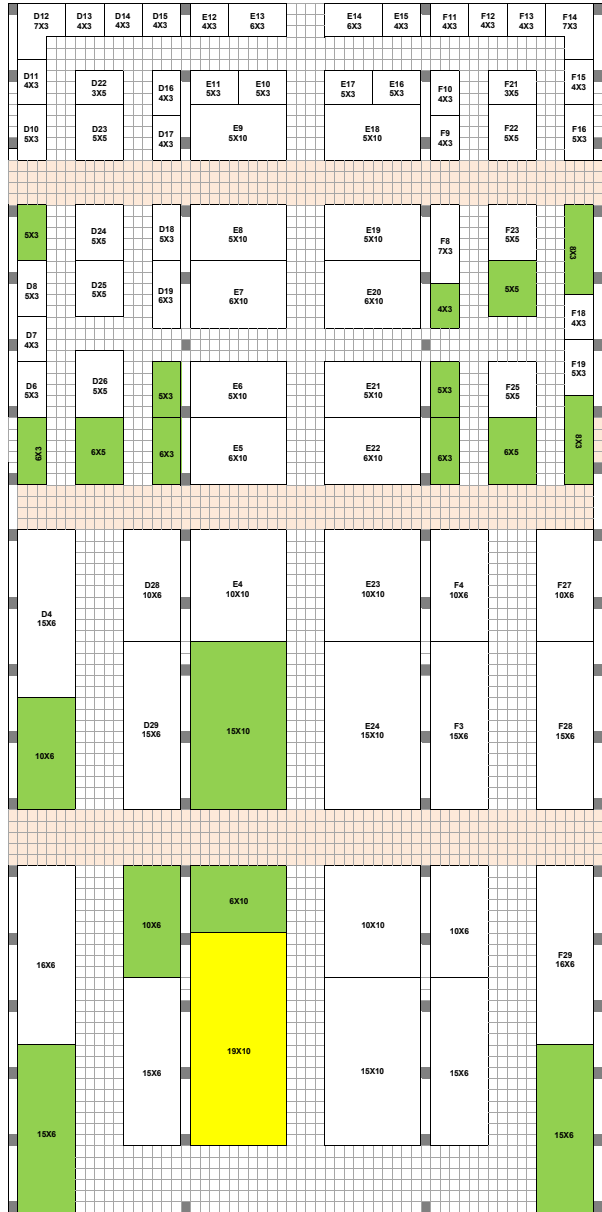 D12
7X3
D13
4X3
D14
4X3
D15
4X3
E12
4X3
E13
6X3
E14
6X3
E15
4X3
F11
4X3
F12
4X3
F13
4X3
F14
7X3
D11
4X3
D22
3X5
D16
4X3
E11
5X3
E10
5X3
E17
5X3
E16
5X3
F10
4X3
F21
3X5
F15
4X3
D10
5X3
D23
5X5
D17
4X3
E9
5X10
E18
5X10
F9
4X3
F22
5X5
F16
5X3
5X3
D24
5X5
D18
5X3
E8
5X10
E19
5X10
F8
7X3
F23
5X5
8X3
D8
5X3
D25
5X5
D19
6X3
E7
6X10
E20
6X10
4X3
5X5
F18
4X3
D7
4X3
D6
5X3
D26
5X5
5X3
E6
5X10
E21
5X10
5X3
F25
5X5
F19
5X3
6X3
6X5
6X3
E5
6X10
E22
6X10
6X3
6X5
8X3
D4
15X6
D28
10X6
E4
10X10
E23
10X10
F4
10X6
F27
10X6
10X6
D29
15X6
15X10
E24
15X10
F3
15X6
F28
15X6
16X6
10X6
6X10
10X10
10X6
F29
16X6
19X10
15X6
15X10
15X6
15X6
15X6